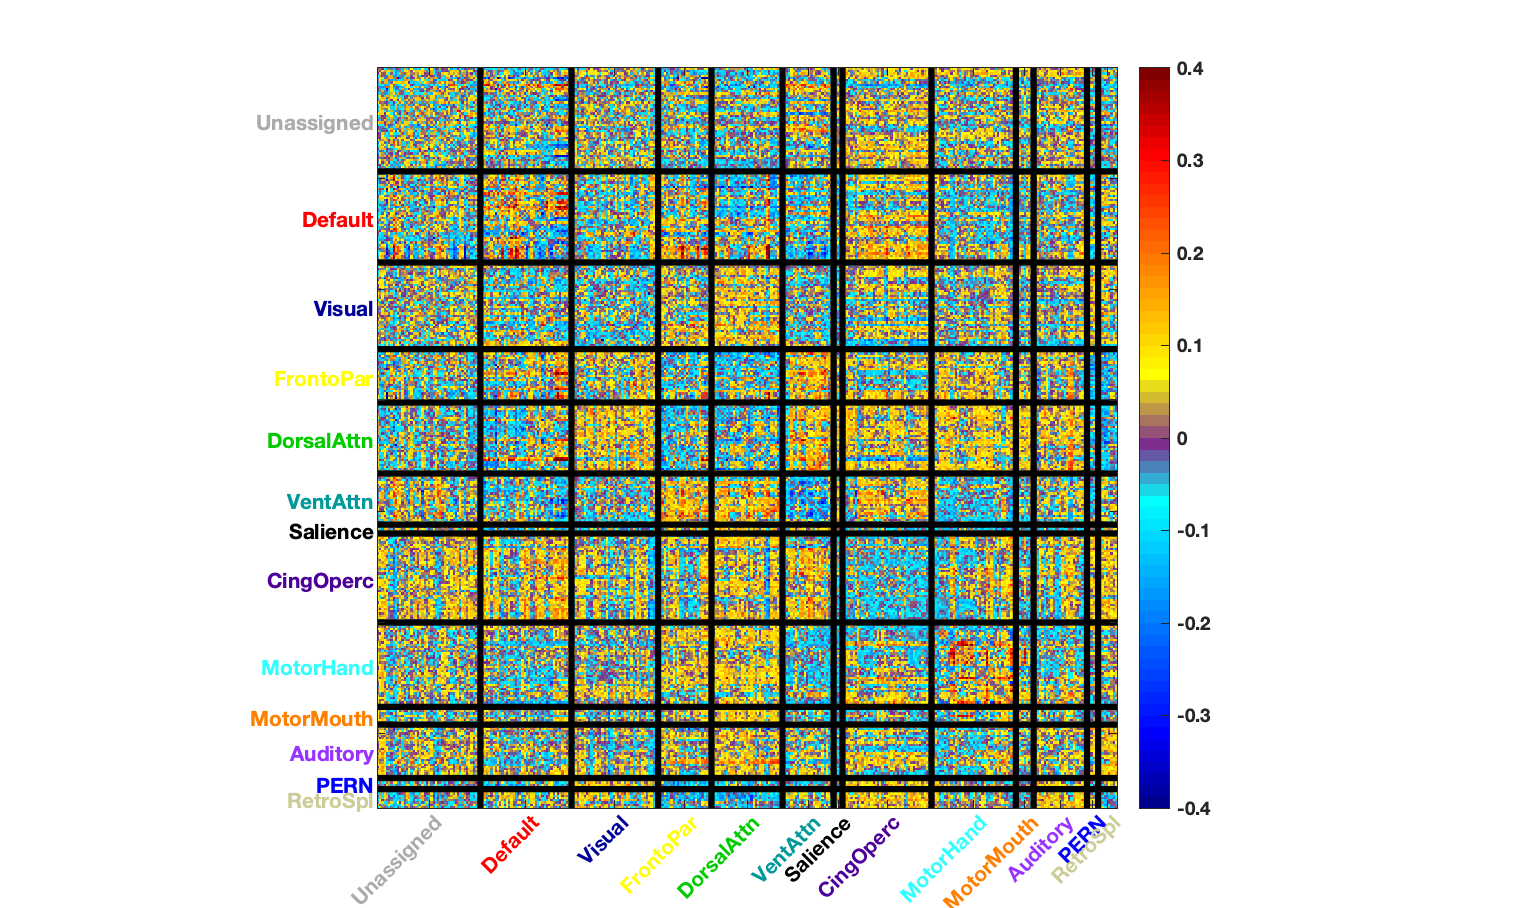 Unassigned
Default
Visual
FrontoPar
DorsalAttn
VentAttn
Salience
CingOperc
MotorHand
MotorMouth
Auditory
PERN
RetroSpl
0.4
0.3
0.2
0.1
0
-0.1
-0.2
-0.3
-0.4
Unassigned
Default
Visual
FrontoPar
DorsalAttn
VentAttn
Salience
CingOperc
MotorHand
MotorMouth
Auditory
PERN
RetroSpl